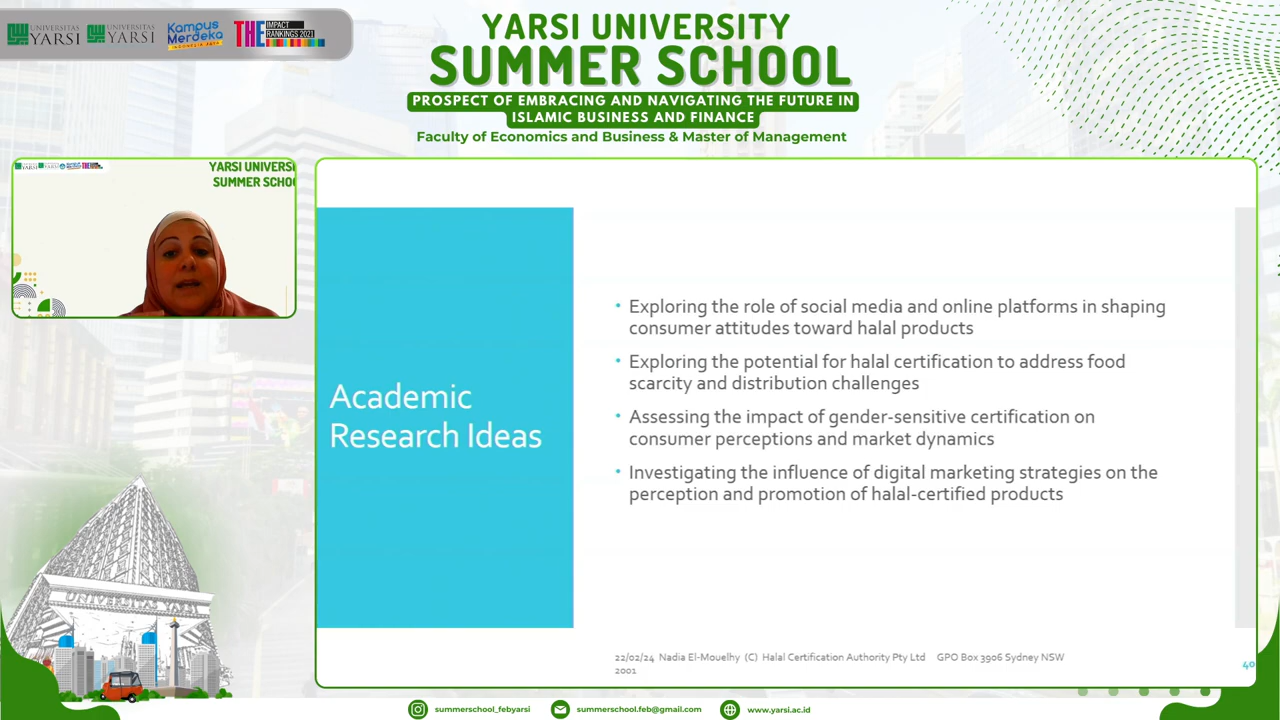 UNIVERSITAS
YARSI
UNIVERSITAS
YARSI
Kampus
Merdeka
INDONESIA JAYA
THE
IMPACT
RANKINGS 2021
YARSI UNIVERSITY
SUMMER SCHOOL
PROSPECT OF EMBRACING AND NAVIGATING THE FUTURE IN
ISLAMIC BUSINESS AND FINANCE
Faculty of Economics and Business & Master of Management
YARSI UNIVERSI
SUMMER SCHOO
Academic
Research Ideas
• Exploring the role of social media and online platforms in shaping
consumer attitudes toward halal products
• Exploring the potential for halal certification to address food
scarcity and distribution challenges
• Assessing the impact of gender-sensitive certification on
consumer perceptions and market dynamics
• Investigating the influence of digital marketing strategies on the
perception and promotion of halal-certified products
22/02/24 Nadia El-Mouelhy (C) Halal Certification Authority Pty Ltd GPO Box 3906 Sydney NSW
2001
40
UNIVERSITAS YARSI
summerschool_febyarsi
summerschool.feb@gmail.com
www.yarsi.ac.id